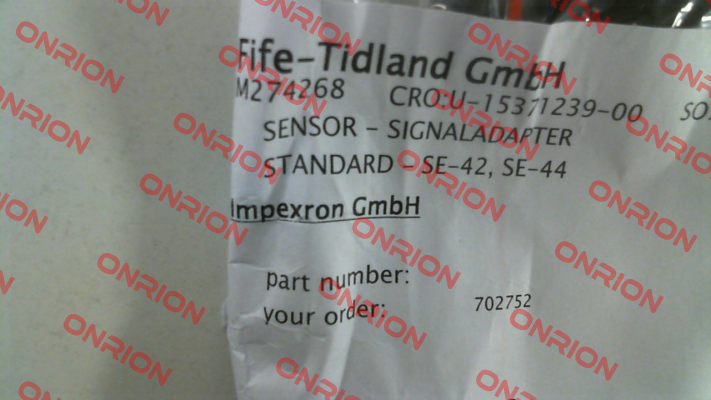 Fife-Tidland GmbH
M274268 CRO:U-15371239-00 SO
SENSOR - SIGNALADAPTER
STANDARD - SE-42, SE-44
Impexron GmbH
part number:
your order: 702752
ONRION